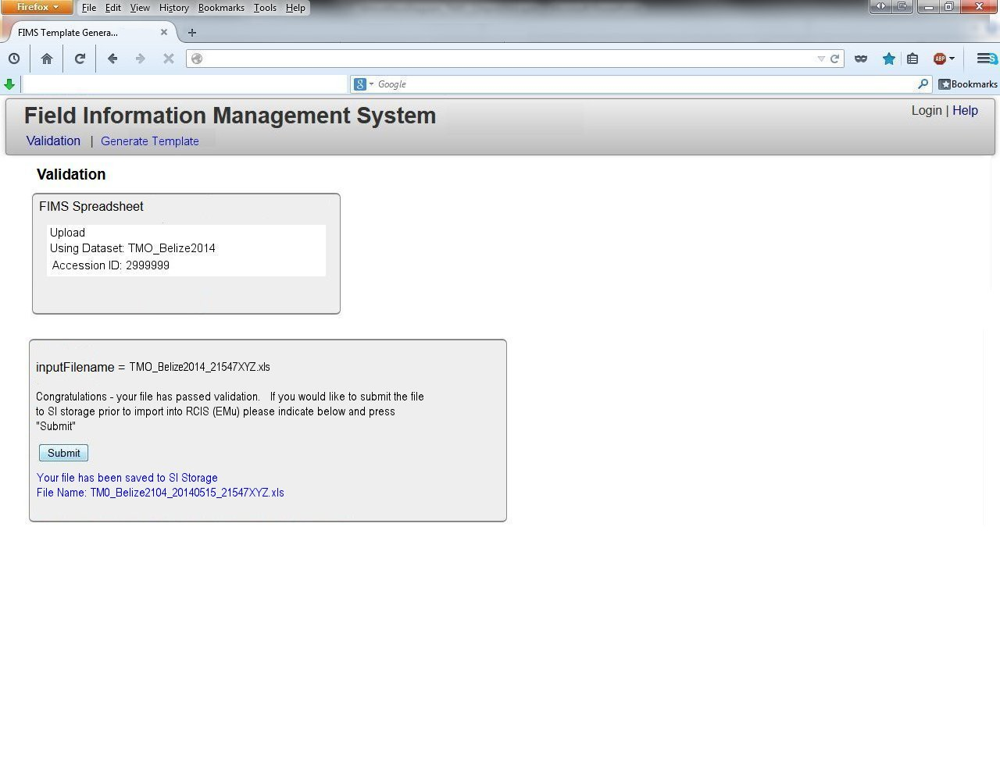 Firefox File Edit View History Bookmarks Tools Help
FIMS Template Genera...
ABP S
8 Google Bookmarks
Field Information Management System
Login | Help
Validation | Generate Template
Validation
FIMS Spreadsheet
Upload
Using Dataset: TMO_Belize2014
Accession ID: 2999999
inputFilename = TMO_Belize2014_21547XYZ.xls
Congratulations - your file has passed validation. If you would like to submit the file
to SI storage prior to import into RCIS (EMu) please indicate below and press
"Submit"
Submit
Your file has been saved to SI Storage
File Name: TM0_Belize2104_20140515_21547XYZ.xls